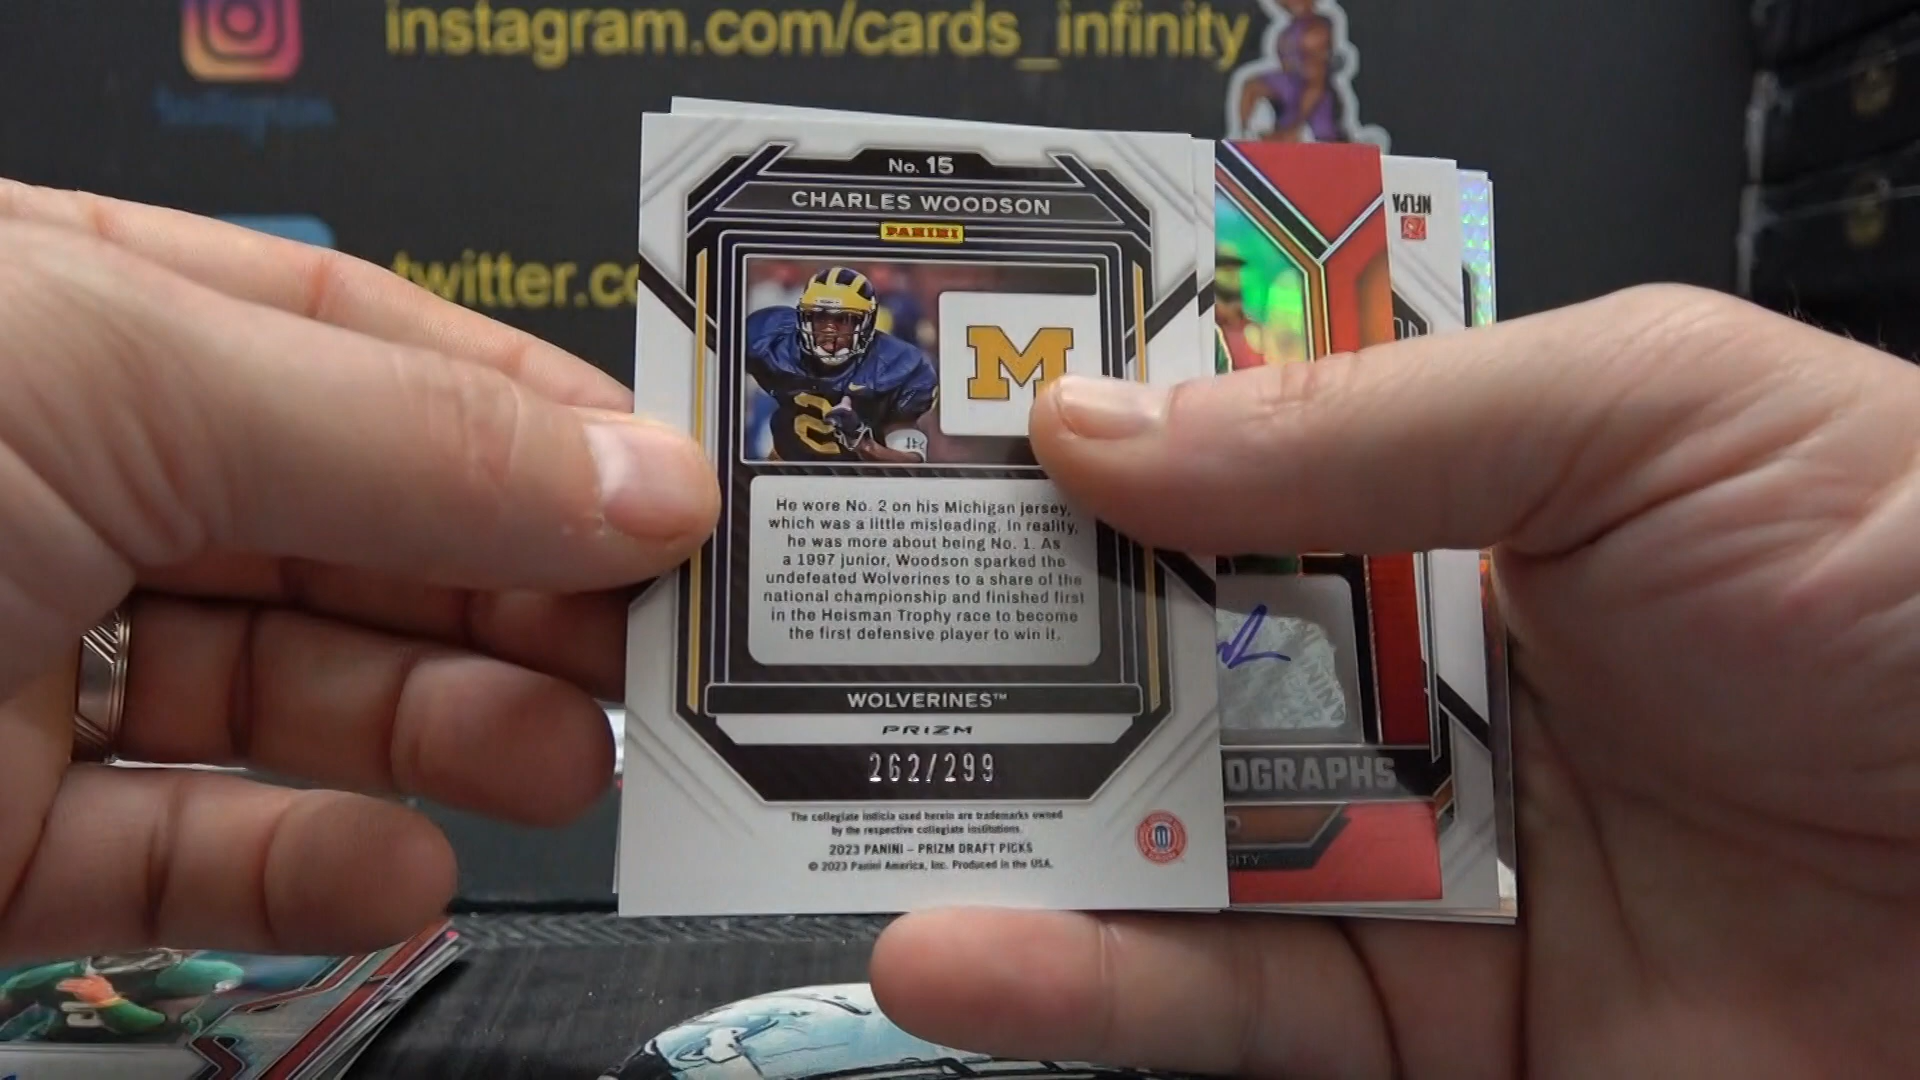 instagram.com/cards_infinity
Instagram
twitter.co
No. 15
CHARLES WOODSON
PANINI
M
2
He wore No. 2 on his Michigan jersey,
which was a little misleading. In reality,
he was more about being No. 1. As
a 1997 junior, Woodson sparked the
undefeated Wolverines to a share of the
national championship and finished first
in the Heisman Trophy race to become
the first defensive player to win it.
WOLVERINES™
PRIZM
262/299
The collegiate indicia used herein are trademarks owned
by the respective collegiate institutions.
2023 PANINI – PRIZM DRAFT PICKS
© 2023 Panini America, Inc. Produced in the USA.
NFLPA
OGRAPHS
O
SITY